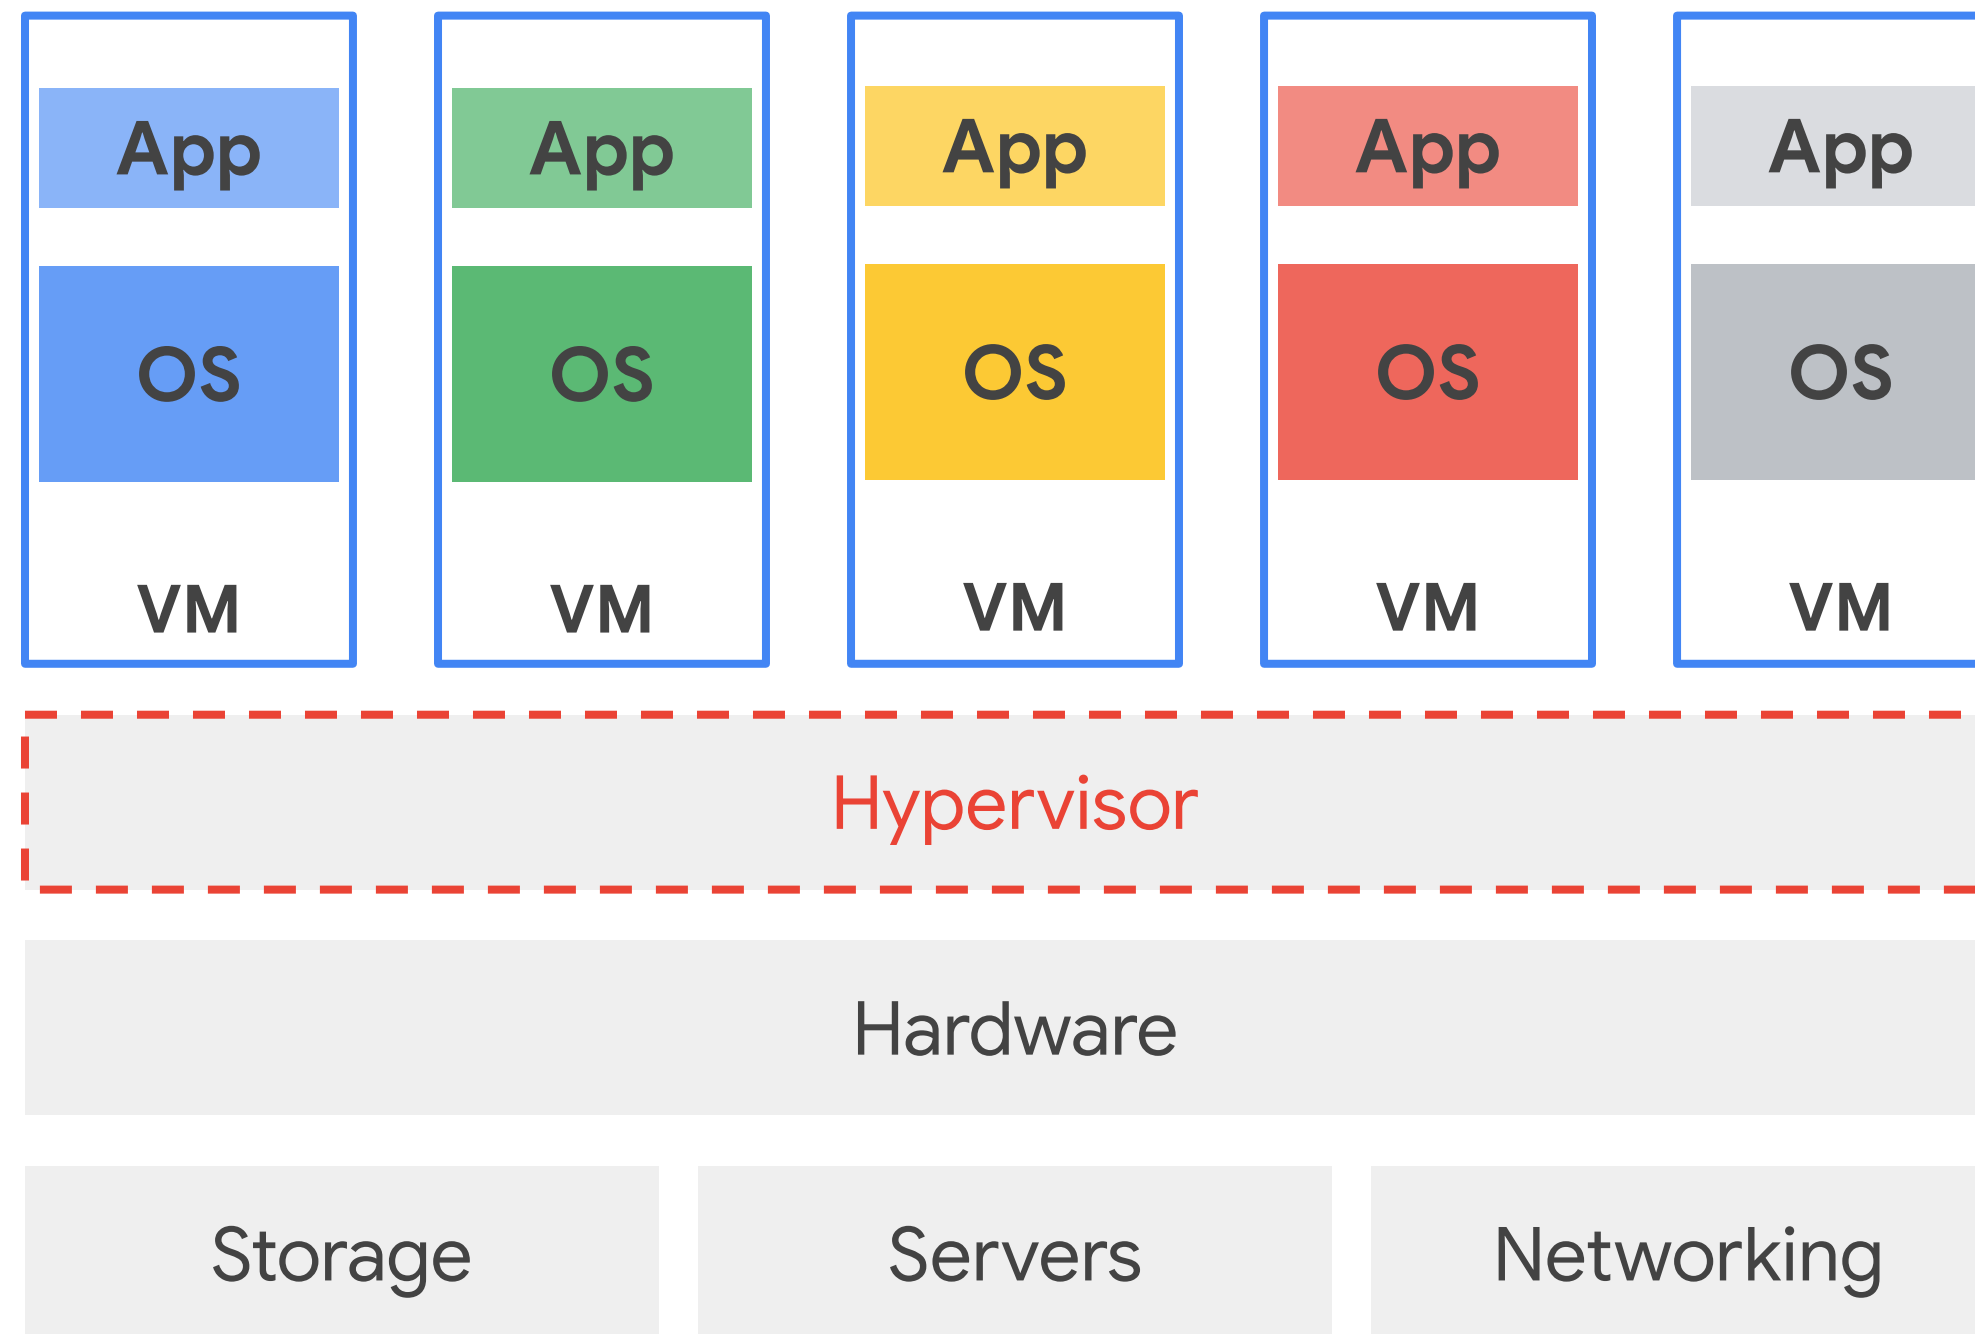 App App App App App
OS OS OS OS OS
VM VM VM VM VM
Hypervisor
Hardware
Storage Servers Networking